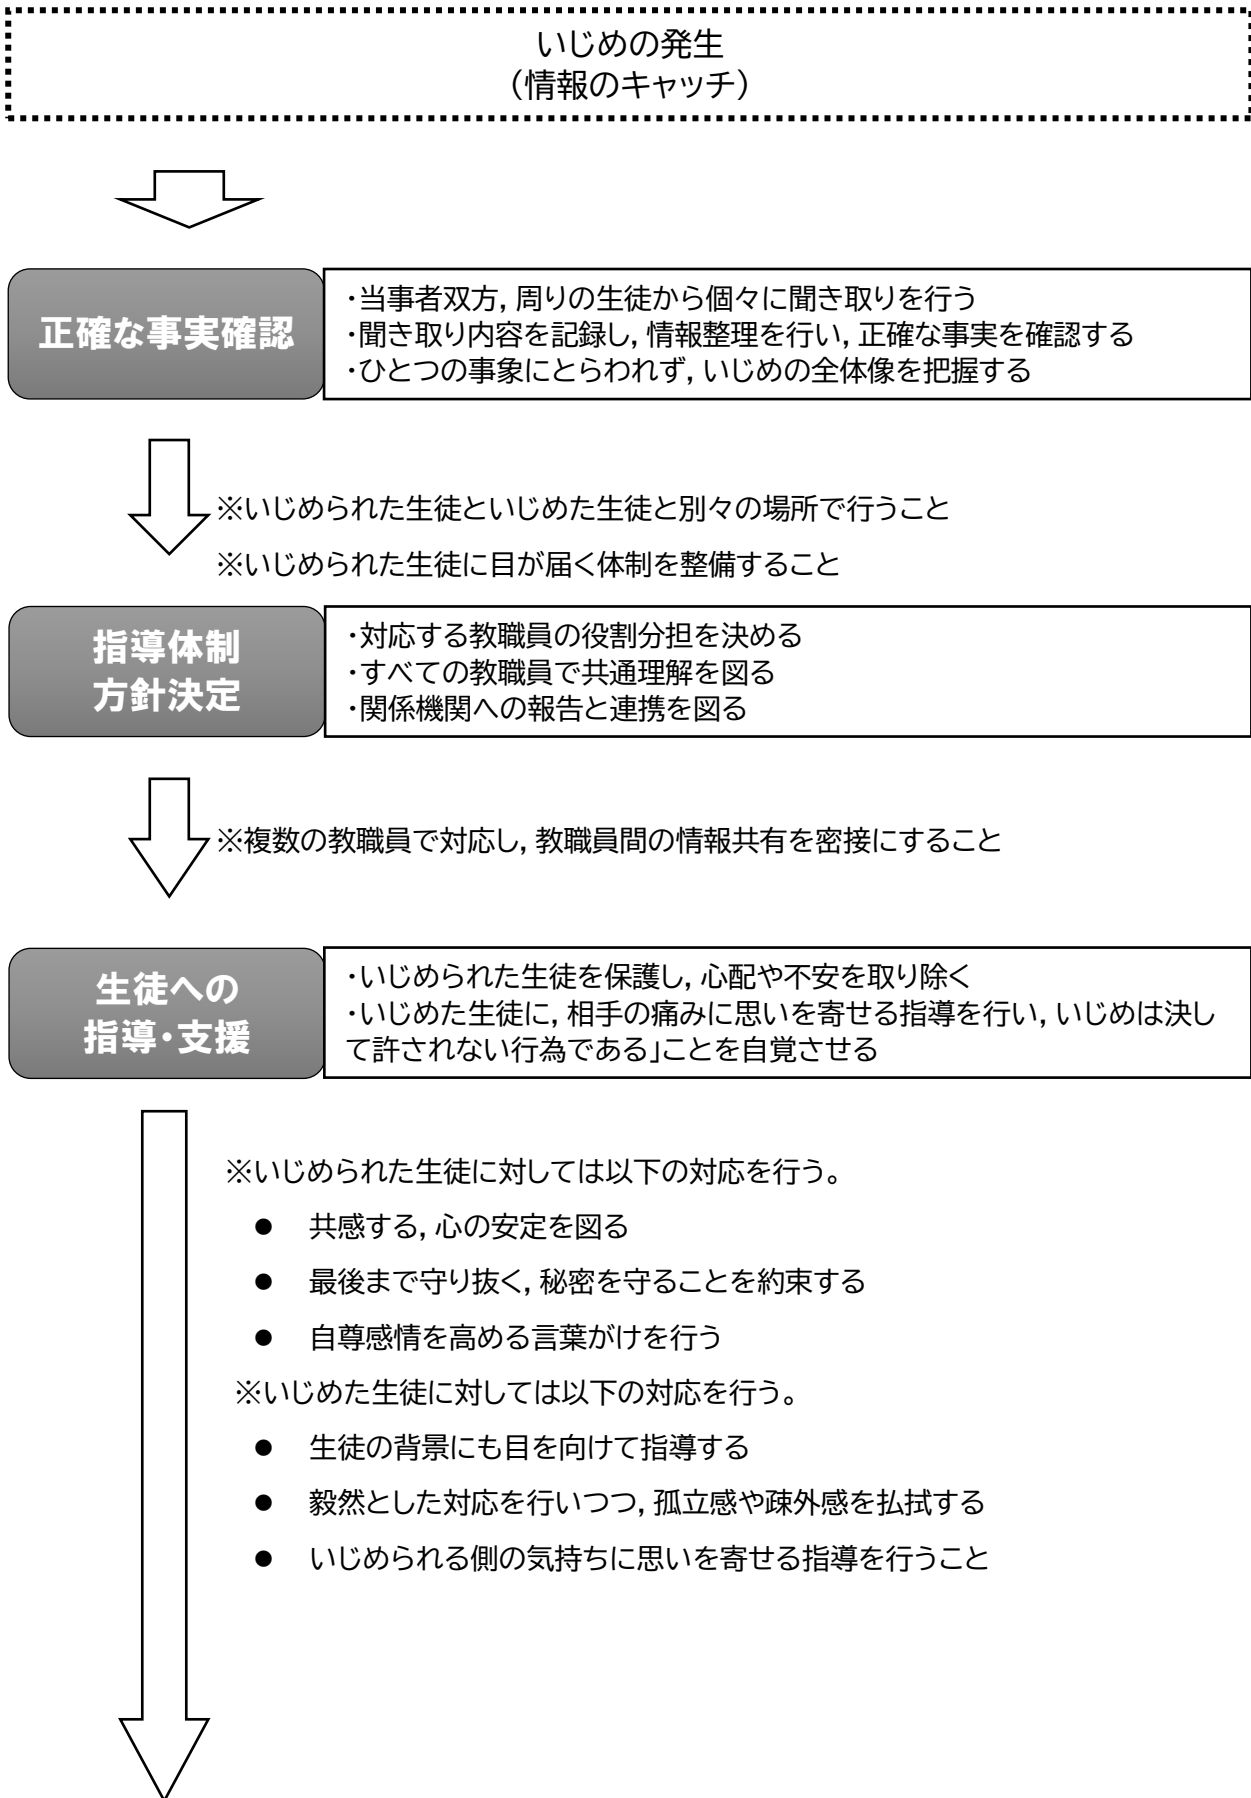 いじめの発生
（情報のキャッチ）
正確な事実確認
・当事者双方，周りの生徒から個々に聞き取りを行う
・聞き取り内容を記録し，情報整理を行い，正確な事実を確認する
・ひとつの事象にとらわれず，いじめの全体像を把握する
※いじめられた生徒といじめた生徒と別々の場所で行うこと
※いじめられた生徒に目が届く体制を整備すること
指導体制
方針決定
・対応する教職員の役割分担を決める
・すべての教職員で共通理解を図る
・関係機関への報告と連携を図る
※複数の教職員で対応し，教職員間の情報共有を密接にすること
生徒への
指導・支援
・いじめられた生徒を保護し，心配や不安を取り除く
・いじめた生徒に，相手の痛みに思いを寄せる指導を行い，いじめは決し
て許されない行為である」ことを自覚させる
※いじめられた生徒に対しては以下の対応を行う。
● 共感する，心の安定を図る
● 最後まで守り抜く，秘密を守ることを約束する
● 自尊感情を高める言葉がけを行う
※いじめた生徒に対しては以下の対応を行う。
● 生徒の背景にも目を向けて指導する
● 毅然とした対応を行いつつ，孤立感や疎外感を払拭する
● いじめられる側の気持ちに思いを寄せる指導を行うこと